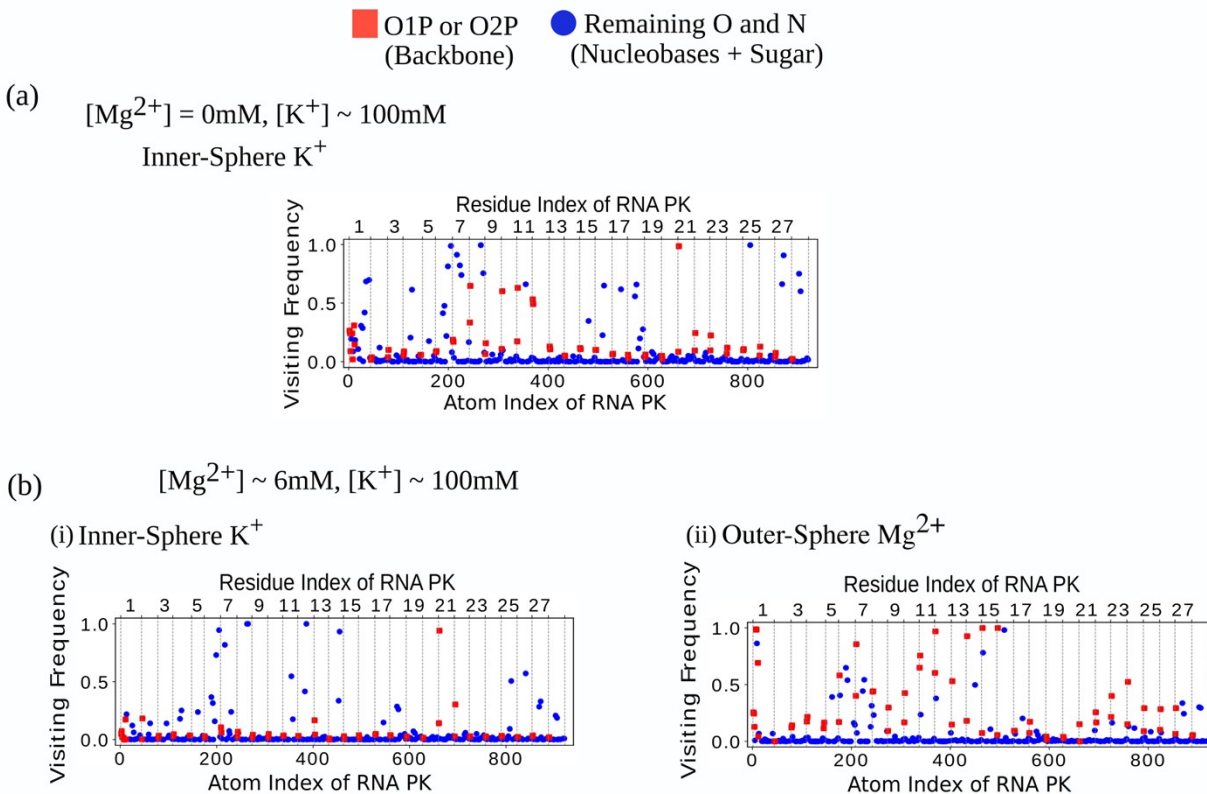 O1P or O2P
(Backbone)
Remaining O and N
(Nucleobases + Sugar)
(a)
[Mg2+] = 0mM, [K+] ~ 100mM
Inner-Sphere K+
Residue Index of RNA PK
1 3 5 7 9 11 13 15 17 19 21 23 25 27
Visiting Frequency
1.0
0.5
0.0
0 200 400 600 800
Atom Index of RNA PK
(b)
[Mg2+] ~ 6mM, [K+] ~ 100mM
(i) Inner-Sphere K+
Residue Index of RNA PK
1 3 5 7 9 11 13 15 17 19 21 23 25 27
Visiting Frequency
1.0
0.5
0.0
0 200 400 600 800
Atom Index of RNA PK
(ii) Outer-Sphere Mg2+
Residue Index of RNA PK
1 3 5 7 9 11 13 15 17 19 21 23 25 27
Visiting Frequency
1.0
0.5
0.0
0 200 400 600 800
Atom Index of RNA PK